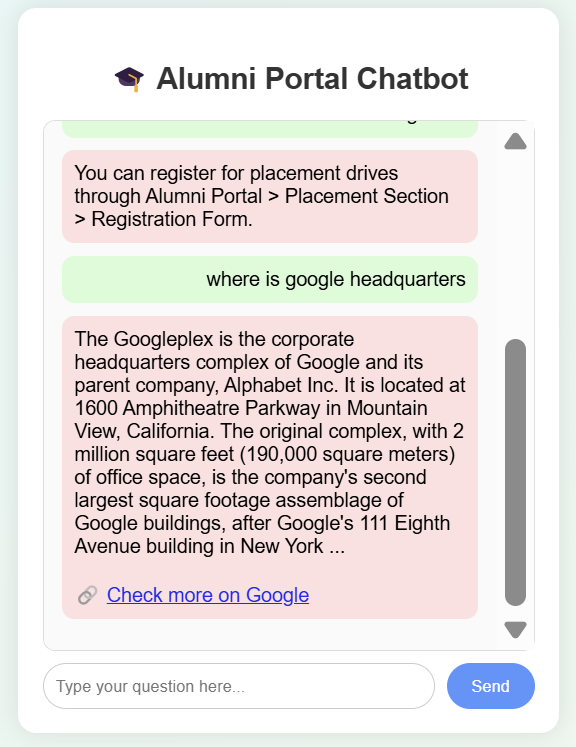 Alumni Portal Chatbot
You can register for placement drives
through Alumni Portal > Placement Section
> Registration Form.
where is google headquarters
The Googleplex is the corporate
headquarters complex of Google and its
parent company, Alphabet Inc. It is located at
1600 Amphitheatre Parkway in Mountain
View, California. The original complex, with 2
million square feet (190,000 square meters)
of office space, is the company's second
largest square footage assemblage of
Google buildings, after Google's 111 Eighth
Avenue building in New York ...
Check more on Google
Type your question here...
Send